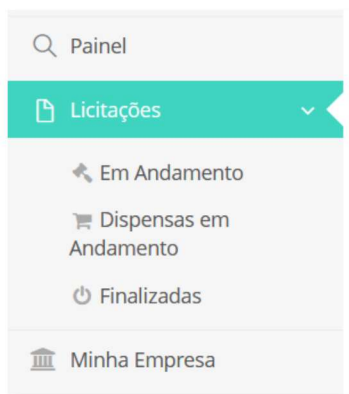 Painel
Licitações
Em Andamento
Dispensas em
Andamento
Finalizadas
Minha Empresa